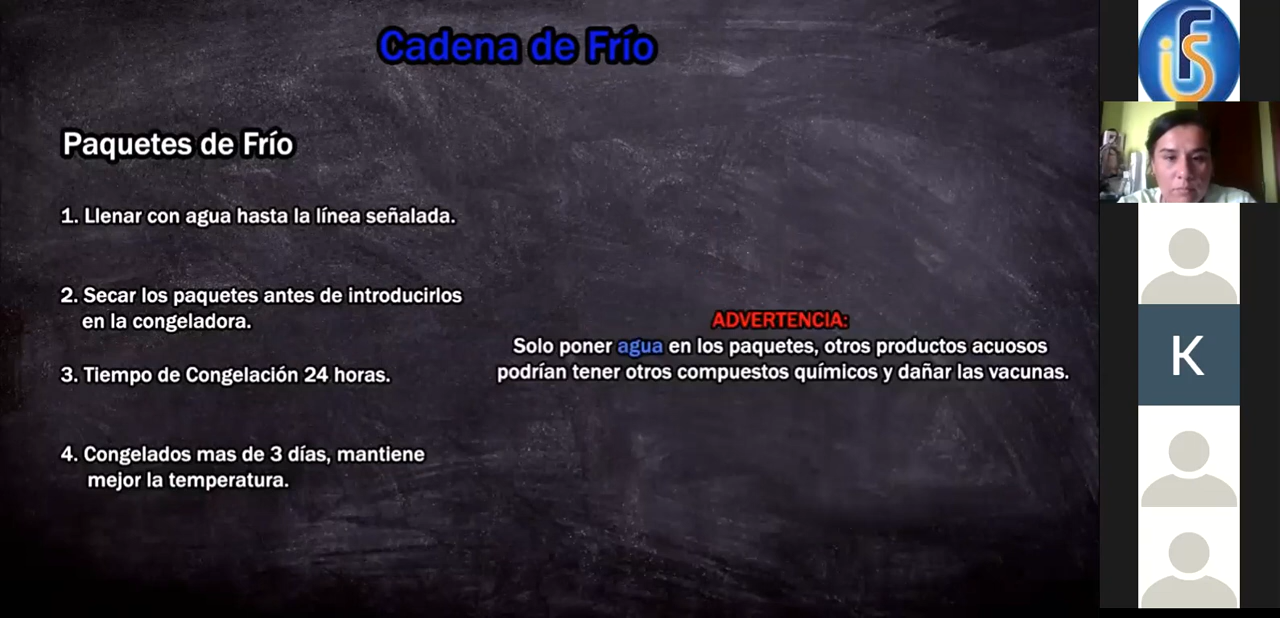 Cadena de Frío
Paquetes de Frío
1. Llenar con agua hasta la línea señalada.
2. Secar los paquetes antes de introducirlos
en la congeladora.
3. Tiempo de Congelación 24 horas.
4. Congelados mas de 3 días, mantiene
mejor la temperatura.
ADVERTENCIA:
Solo poner agua en los paquetes, otros productos acuosos
podrían tener otros compuestos químicos y dañar las vacunas.
ifs
K